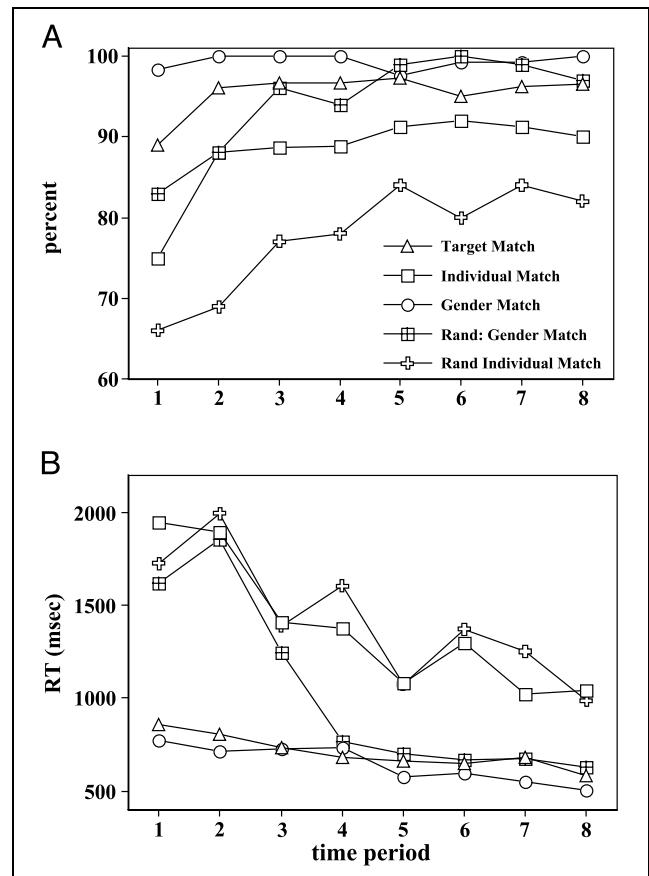 A
100
90
80
70
60
percent
Target Match
Individual Match
Gender Match
Rand: Gender Match
Rand Individual Match
1 2 3 4 5 6 7 8
B
2000
1500
1000
500
RT (msec)
1 2 3 4 5 6 7 8
time period